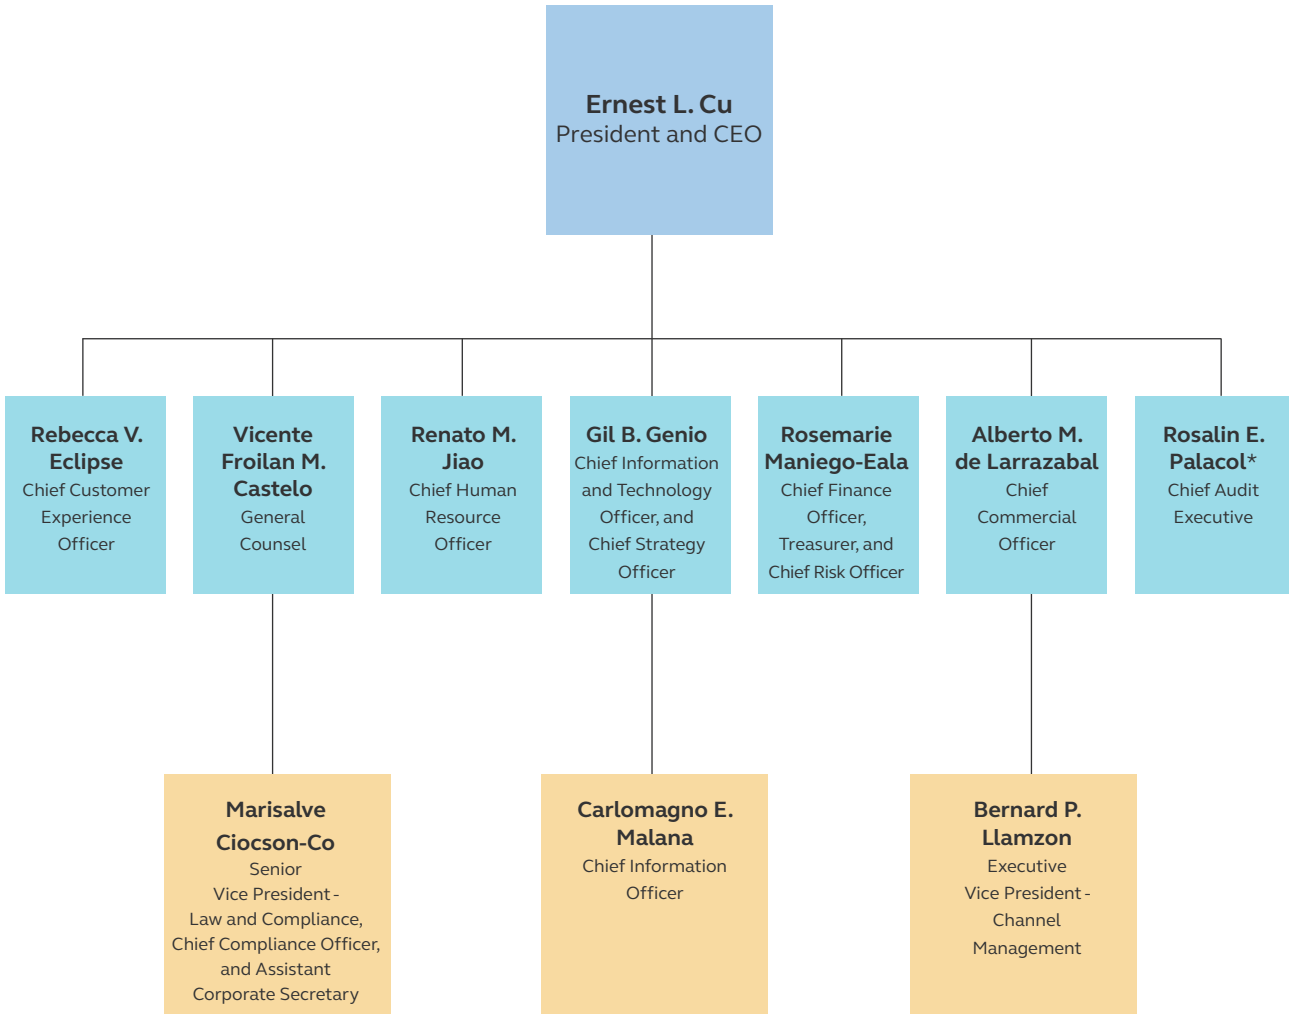 Ernest L. Cu
President and CEO
Rebecca V.
Eclipse
Chief Customer
Experience
Officer
Vicente
Froilan M.
Castelo
General
Counsel
Renato M.
Jiao
Chief Human
Resource
Officer
Gil B. Genio
Chief Information
and Technology
Officer, and
Chief Strategy
Officer
Rosemarie
Maniego-Eala
Chief Finance
Officer,
Treasurer, and
Chief Risk Officer
Alberto M.
de Larrazabal
Chief
Commercial
Officer
Rosalin E.
Palacol*
Chief Audit
Executive
Marisalve
Ciocson-Co
Senior
Vice President -
Law and Compliance,
Chief Compliance Officer,
and Assistant
Corporate Secretary
Carlomagno E.
Malana
Chief Information
Officer
Bernard P.
Llamzon
Executive
Vice President -
Channel
Management